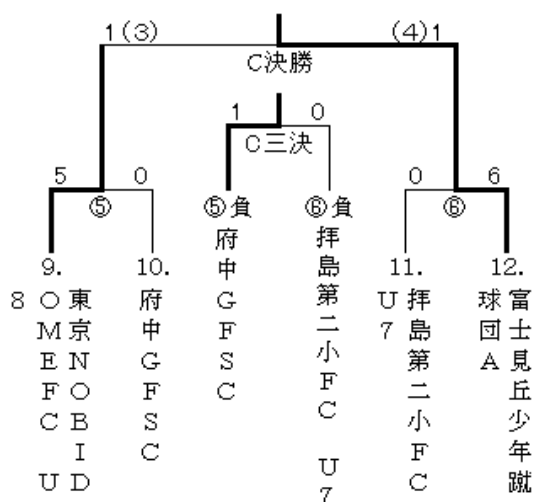 1(3)
(4)1
C決勝
1
0
C三決
5
0
0
6
⑤
⑤負
⑥負
⑥
府中GFSC
拝島第二小FC U7
9.
10.
11.
12.
東京NOBID
OMEFC U
8
府中GFSC
拝島第二小FC
U7
富士見丘少年蹴
球団A